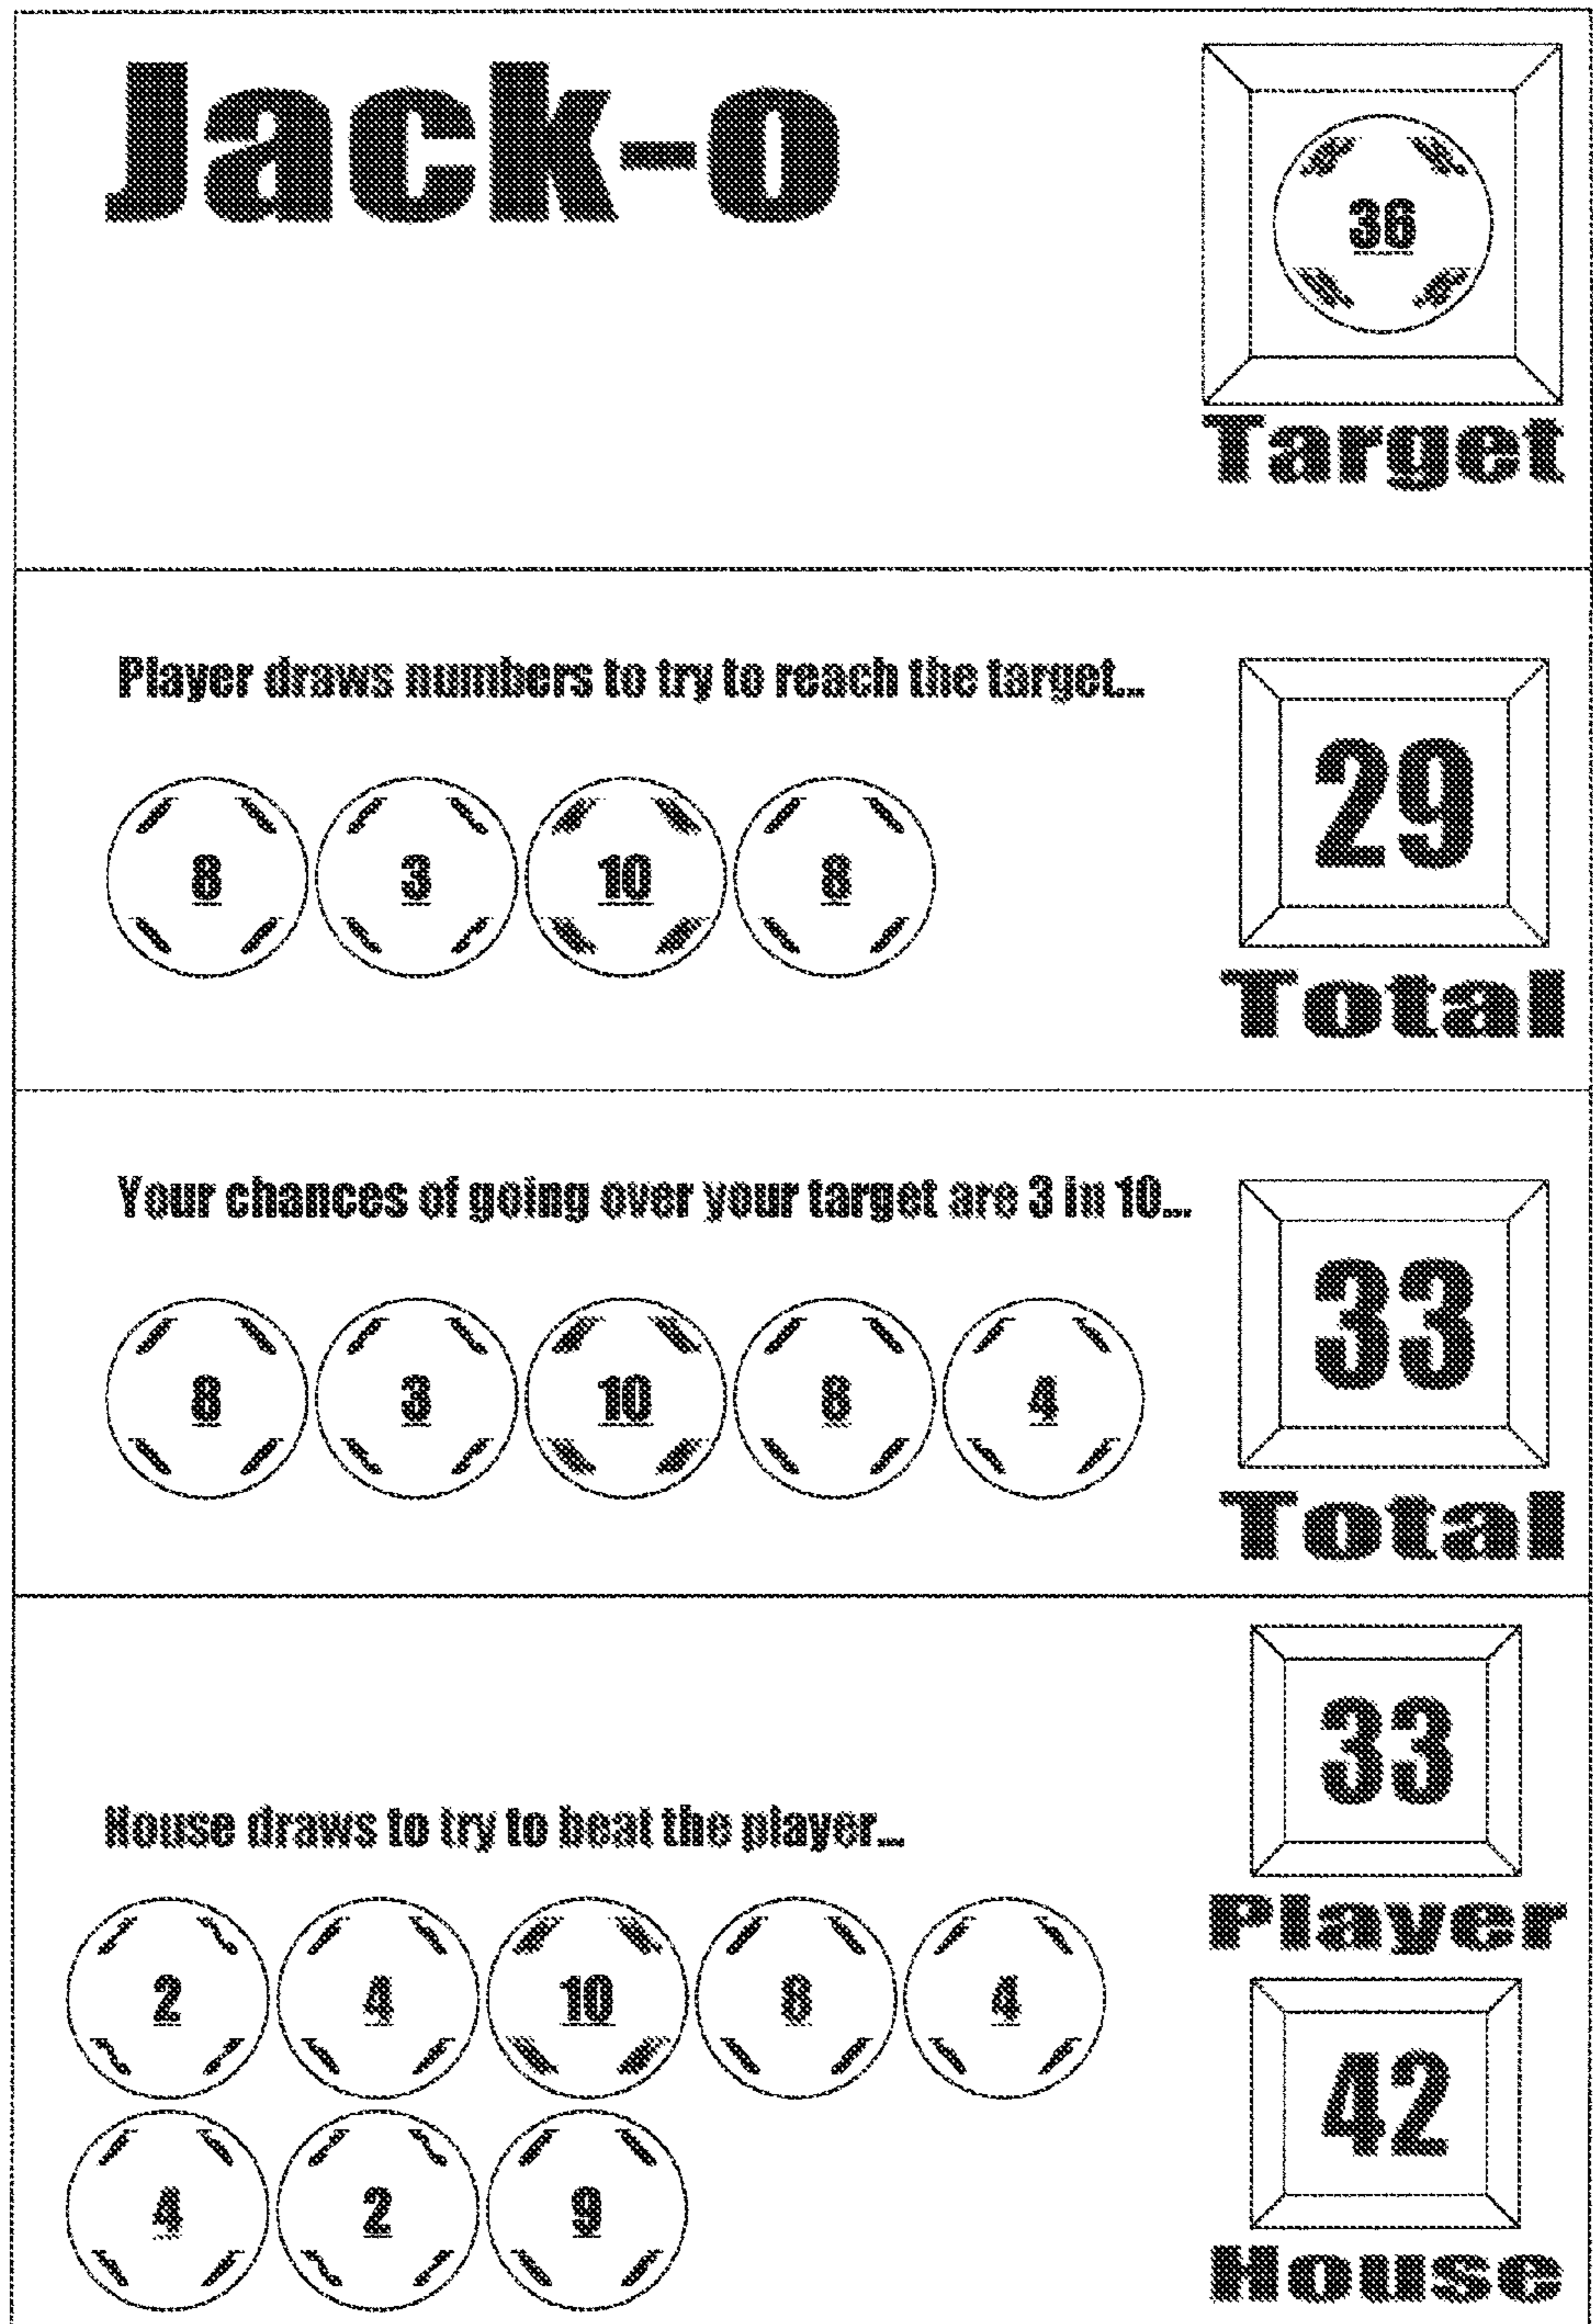 Jack-o
36
Target
Player draws numbers to try to reach the target...
8 3 10 8
29
Total
Your chances of going over your target are 3 in 10...
8 3 10 8 4
33
Total
33
Player
House draws to try to beat the player...
2 4 10 8 4
4 2 9
42
House